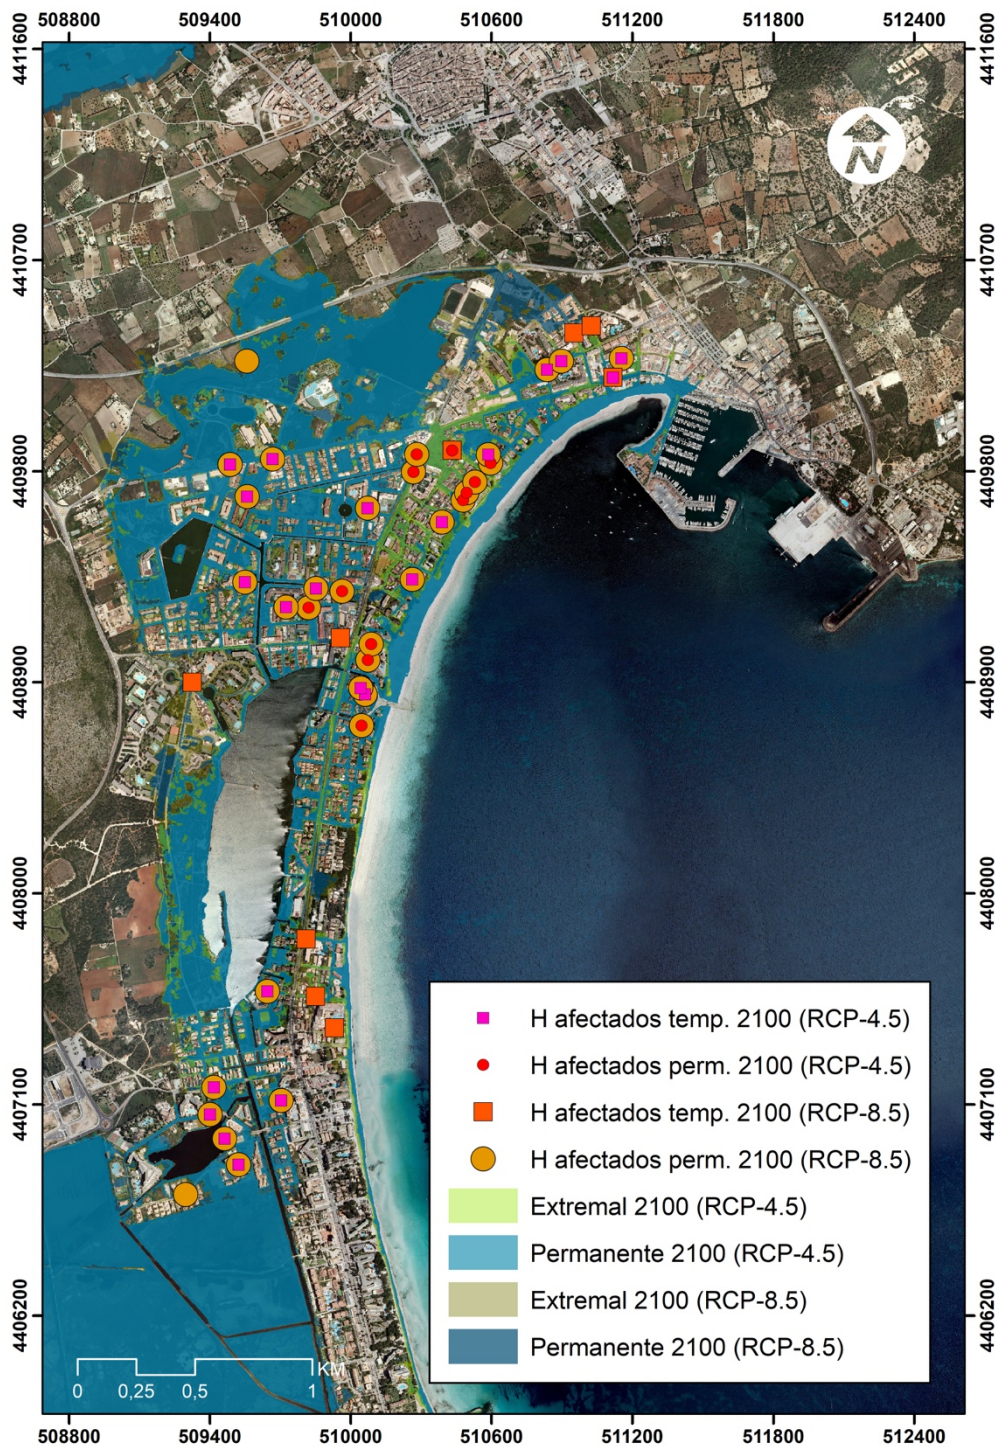 508800 509400 510000 510600 511200 511800 512400
4411600 4411600
4410700 4410700
4409800 4409800
4408900 4408900
4408000 4408000
4407100 4407100
4406200 4406200
N
H afectados temp. 2100 (RCP-4.5)
H afectados perm. 2100 (RCP-4.5)
H afectados temp. 2100 (RCP-8.5)
H afectados perm. 2100 (RCP-8.5)
Extremal 2100 (RCP-4.5)
Permanente 2100 (RCP-4.5)
Extremal 2100 (RCP-8.5)
Permanente 2100 (RCP-8.5)
KM
0 0,25 0,5 1
508800 509400 510000 510600 511200 511800 512400